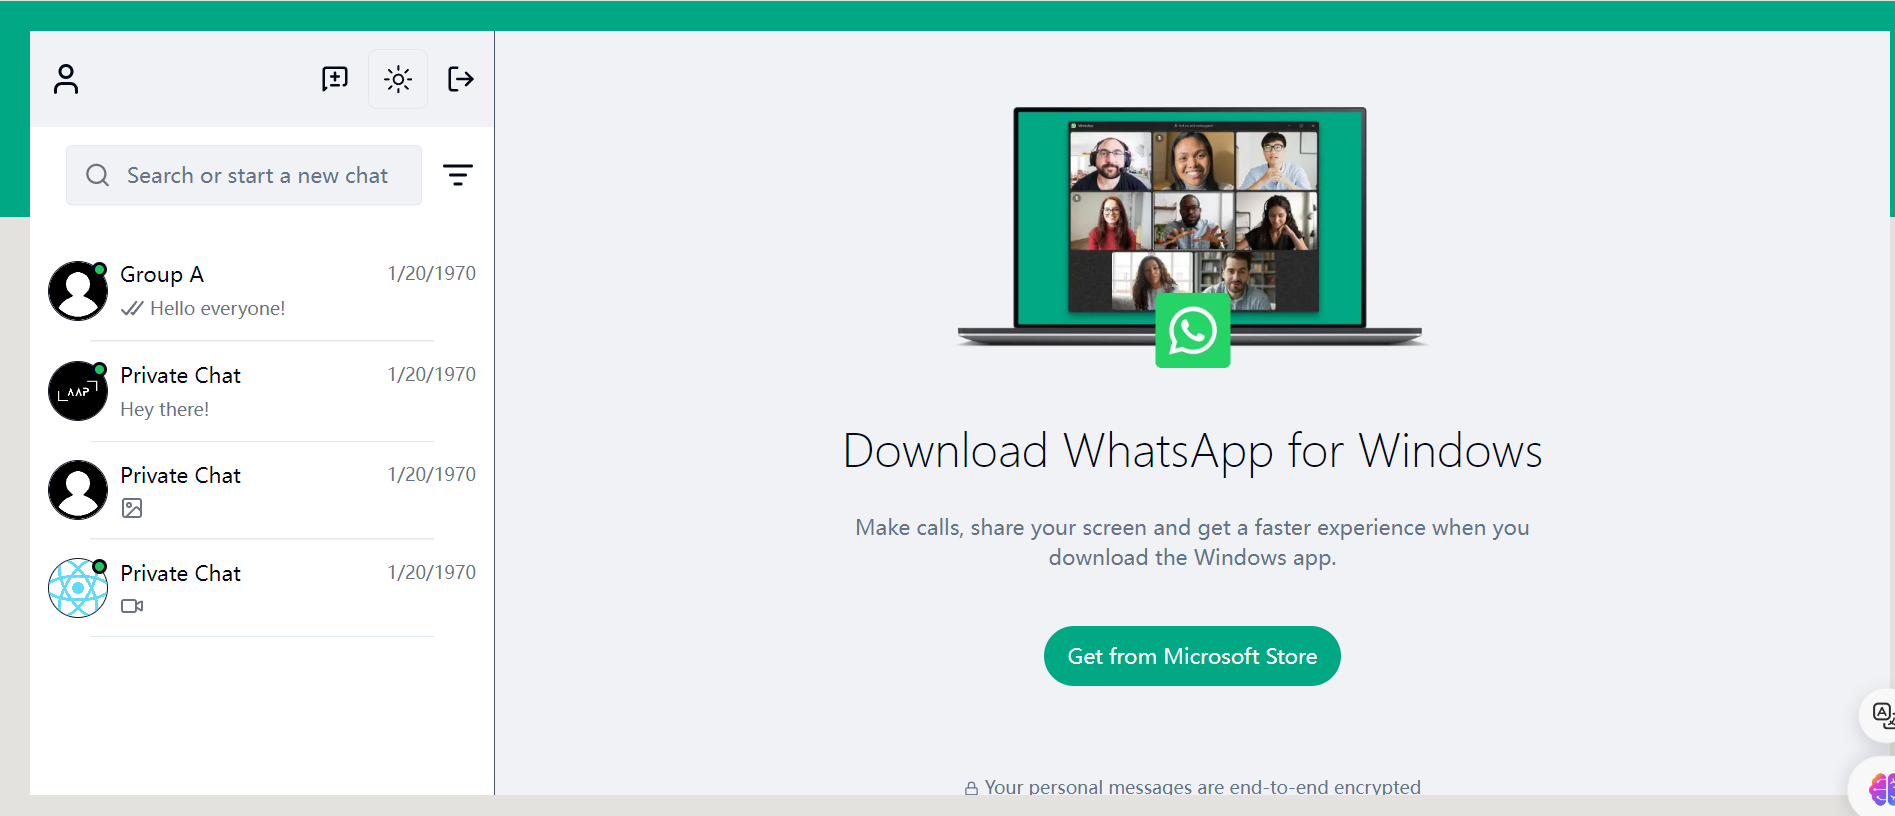 Search or start a new chat
Group A
1/20/1970
Hello everyone!
Private Chat
1/20/1970
Hey there!
Private Chat
1/20/1970
Private Chat
1/20/1970
Download WhatsApp for Windows
Make calls, share your screen and get a faster experience when you
download the Windows app.
Get from Microsoft Store
Your personal messages are end-to-end encrypted